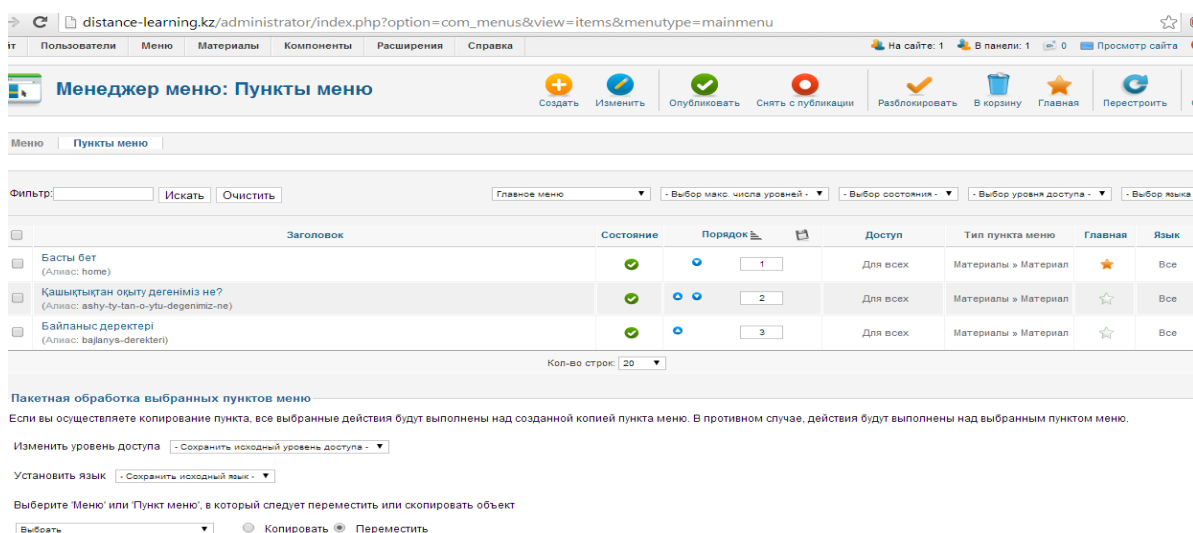 distance-learning.kz/administrator/index.php?option=com_menus&view=items&menutype=mainmenu
Пользователи Меню Материалы Компоненты Расширения Справка На сайте: 1 В панели: 1 0 Просмотр сайта
Менеджер меню: Пункты меню
Создать Изменить Опубликовать Снять с публикации Разблокировать В корзину Главная Перестроить
Меню Пункты меню
Фильтр: Искать Очистить Главное меню - Выбор макс. числа уровней - - Выбор состояния - - Выбор уровня доступа - - Выбор языка
Заголовок Состояние Порядок Доступ Тип пункта меню Главная Язык
Басты бет 1 Для всех Материалы » Материал Все
(Алиас: home)
Қашықтықтан оқыту дегеніміз не? 2 Для всех Материалы » Материал Все
(Алиас: ashy-ty-tan-o-ytu-degenimiz-ne)
Байланыс деректері 3 Для всех Материалы » Материал Все
(Алиас: bajlanys-derekteri)
Кол-во строк: 20
Пакетная обработка выбранных пунктов меню
Если вы осуществляете копирование пункта, все выбранные действия будут выполнены над созданной копией пункта меню. В противном случае, действия будут выполнены над выбранным пунктом меню.
Изменить уровень доступа - Сохранить исходный уровень доступа -
Установить язык - Сохранить исходный язык -
Выберите 'Меню' или 'Пункт меню', в который следует переместить или скопировать объект
Выбрать Копировать Переместить